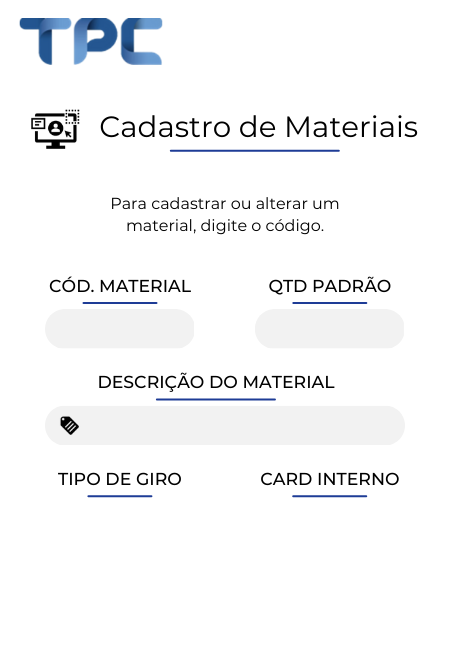 TPC
Cadastro de Materiais
Para cadastrar ou alterar um
material, digite o código.
CÓD. MATERIAL
QTD PADRÃO
DESCRIÇÃO DO MATERIAL
TIPO DE GIRO
CARD INTERNO